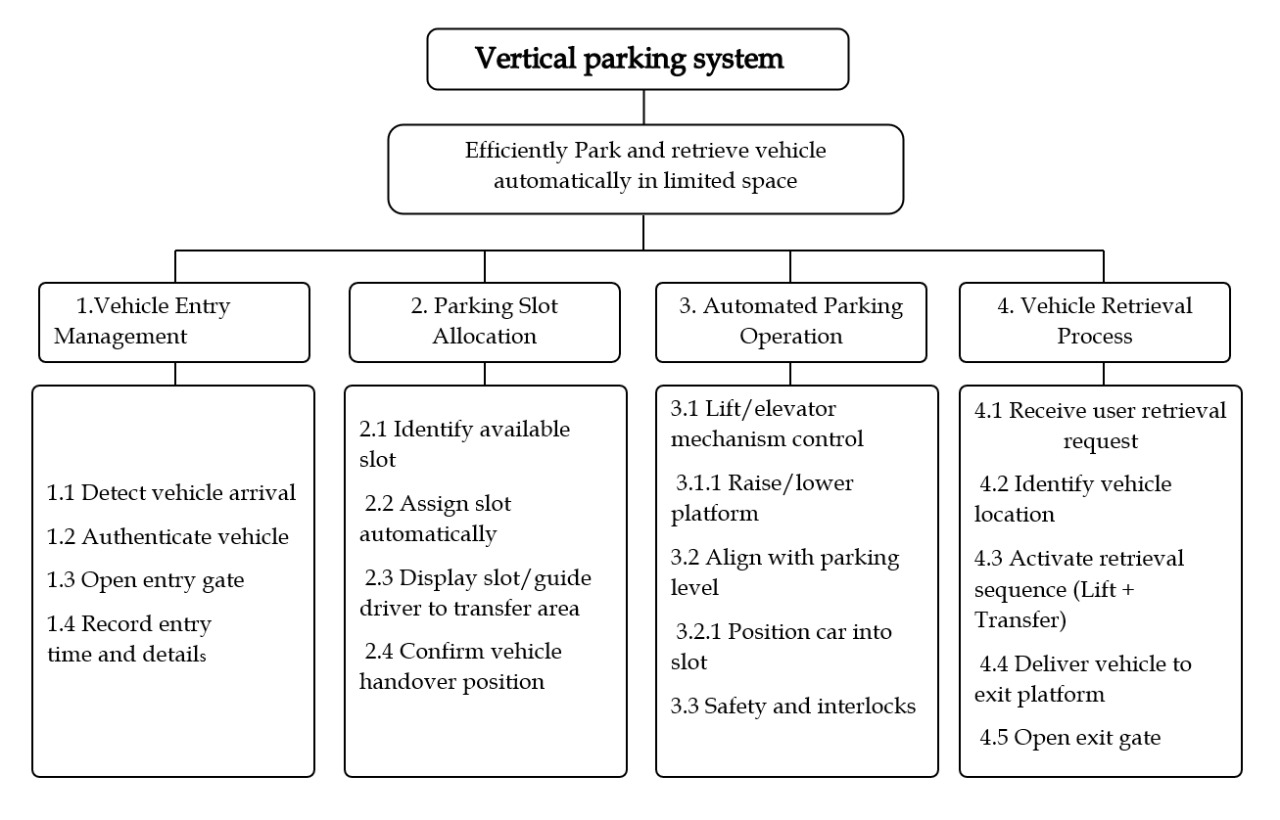 Vertical parking system
Efficiently Park and retrieve vehicle
automatically in limited space
1.Vehicle Entry
Management
1.1 Detect vehicle arrival
1.2 Authenticate vehicle
1.3 Open entry gate
1.4 Record entry
time and details
2. Parking Slot
Allocation
2.1 Identify available
slot
2.2 Assign slot
automatically
2.3 Display slot/guide
driver to transfer area
2.4 Confirm vehicle
handover position
3. Automated Parking
Operation
3.1 Lift/elevator
mechanism control
3.1.1 Raise/lower
platform
3.2 Align with parking
level
3.2.1 Position car into
slot
3.3 Safety and interlocks
4. Vehicle Retrieval
Process
4.1 Receive user retrieval
request
4.2 Identify vehicle
location
4.3 Activate retrieval
sequence (Lift +
Transfer)
4.4 Deliver vehicle to
exit platform
4.5 Open exit gate